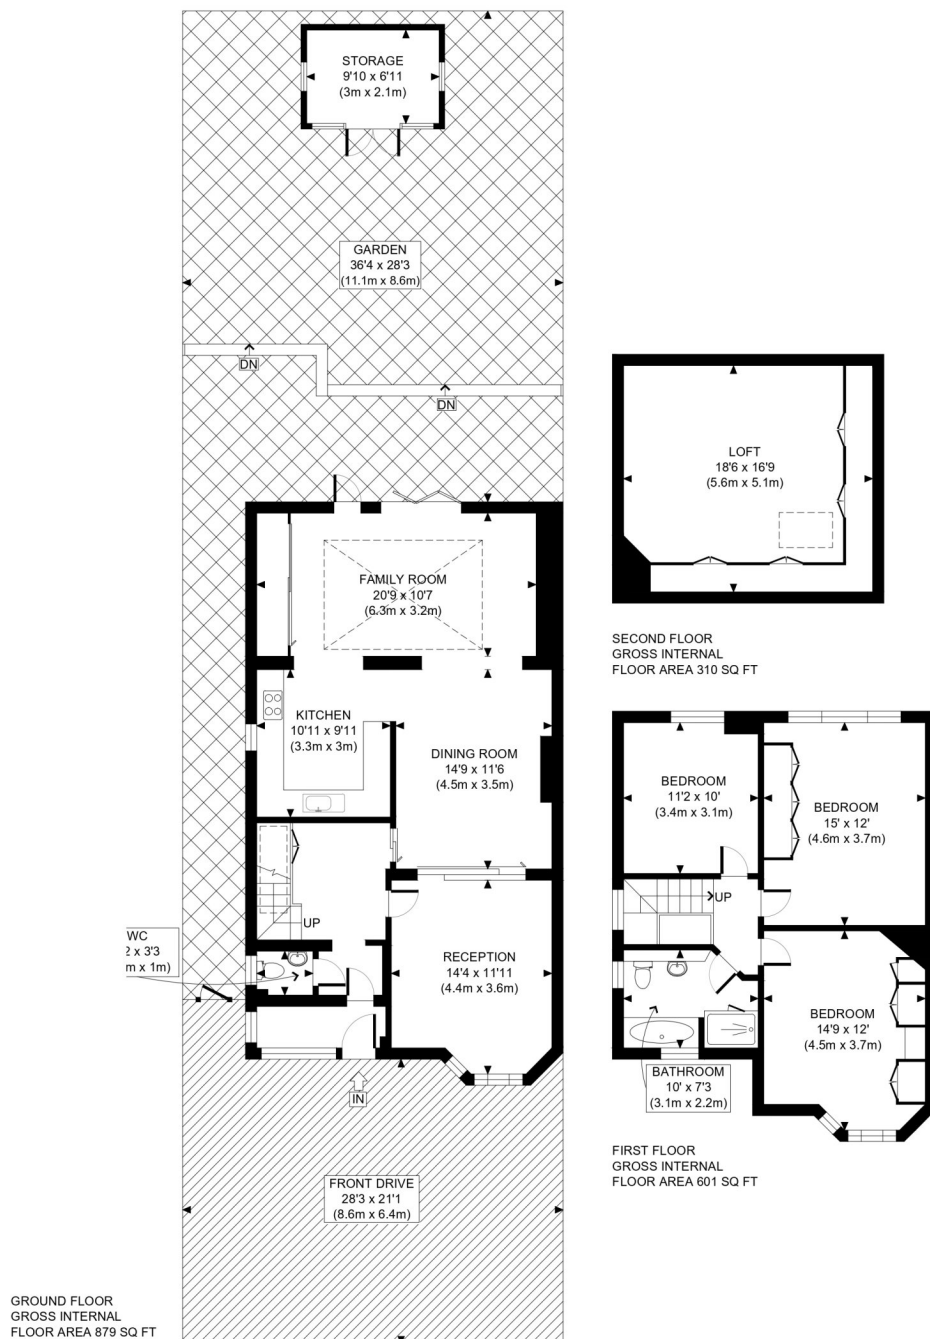 STORAGE
9'10 x 6'11
(3m x 2.1m)
GARDEN
36'4 x 28'3
(11.1m x 8.6m)
DN
DN
FAMILY ROOM
20'9 x 10'7
(6.3m x 3.2m)
KITCHEN
10'11 x 9'11
(3.3m x 3m)
DINING ROOM
14'9 x 11'6
(4.5m x 3.5m)
UP
WC
2 x 3'3
m x 1m)
RECEPTION
14'4 x 11'11
(4.4m x 3.6m)
IN
FRONT DRIVE
28'3 x 21'1
(8.6m x 6.4m)
GROUND FLOOR
GROSS INTERNAL
FLOOR AREA 879 SQ FT
LOFT
18'6 x 16'9
(5.6m x 5.1m)
SECOND FLOOR
GROSS INTERNAL
FLOOR AREA 310 SQ FT
BEDROOM
11'2 x 10'
(3.4m x 3.1m)
BEDROOM
15' x 12'
(4.6m x 3.7m)
UP
BEDROOM
14'9 x 12'
(4.5m x 3.7m)
BATHROOM
10' x 7'3
(3.1m x 2.2m)
FIRST FLOOR
GROSS INTERNAL
FLOOR AREA 601 SQ FT